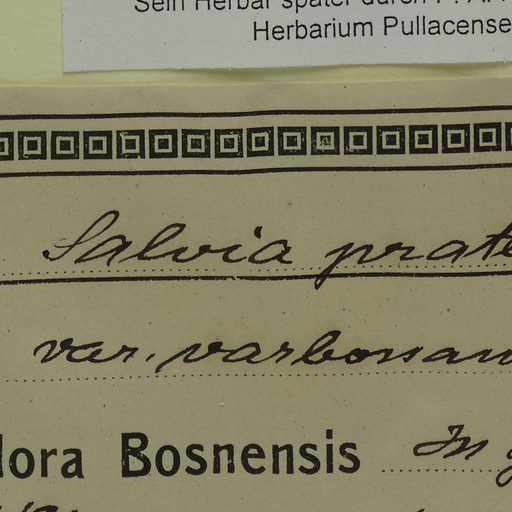 Sein Herbar später durch
Herbarium Pullacense
Salvia prate
var. varbossan
lora Bosnensis In